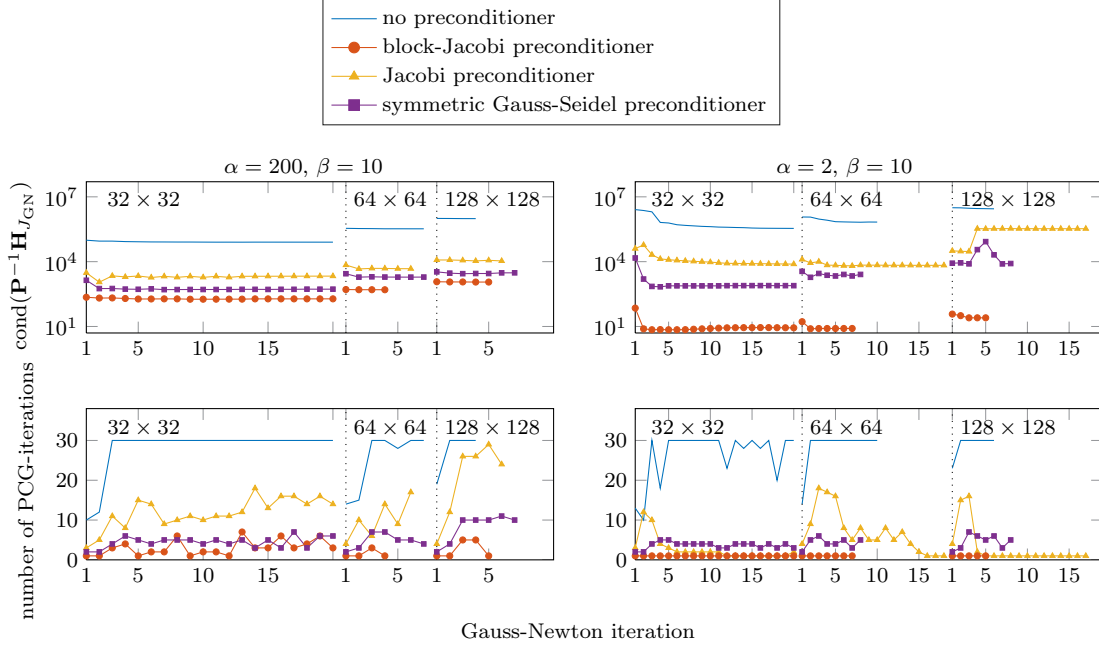 no preconditioner
block-Jacobi preconditioner
Jacobi preconditioner
symmetric Gauss-Seidel preconditioner
α = 200, β = 10
α = 2, β = 10
cond(P⁻¹H_{J_GN})
10⁷
10⁴
10¹
32 × 32
64 × 64
128 × 128
1 5 10 15 1 5 1 5
10⁷
10⁴
10¹
32 × 32
64 × 64
128 × 128
1 5 10 15 1 5 10 15 1 5 10 15
number of PCG-iterations
30
20
10
0
32 × 32
64 × 64
128 × 128
1 5 10 15 1 5 1 5
30
20
10
0
32 × 32
64 × 64
128 × 128
1 5 10 15 1 5 10 15 1 5 10 15
Gauss-Newton iteration